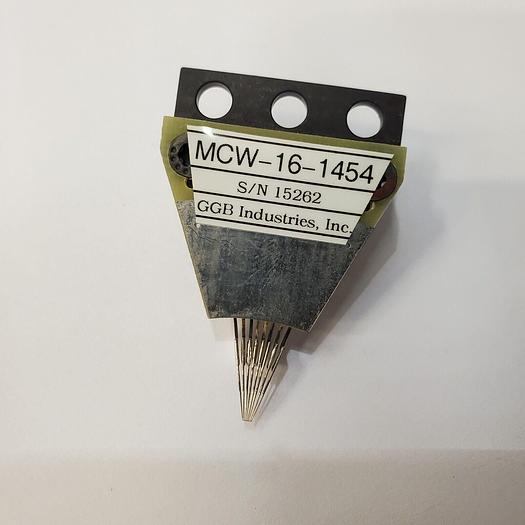 MCW-16-1454
S/N 15262
GGB Industries, Inc.